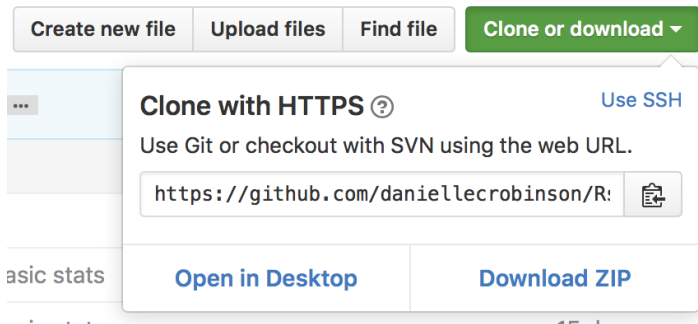 Create new file Upload files Find file Clone or download
...
Clone with HTTPS ? Use SSH
Use Git or checkout with SVN using the web URL.
https://github.com/daniellecrobinson/Rs
asic stats Open in Desktop Download ZIP